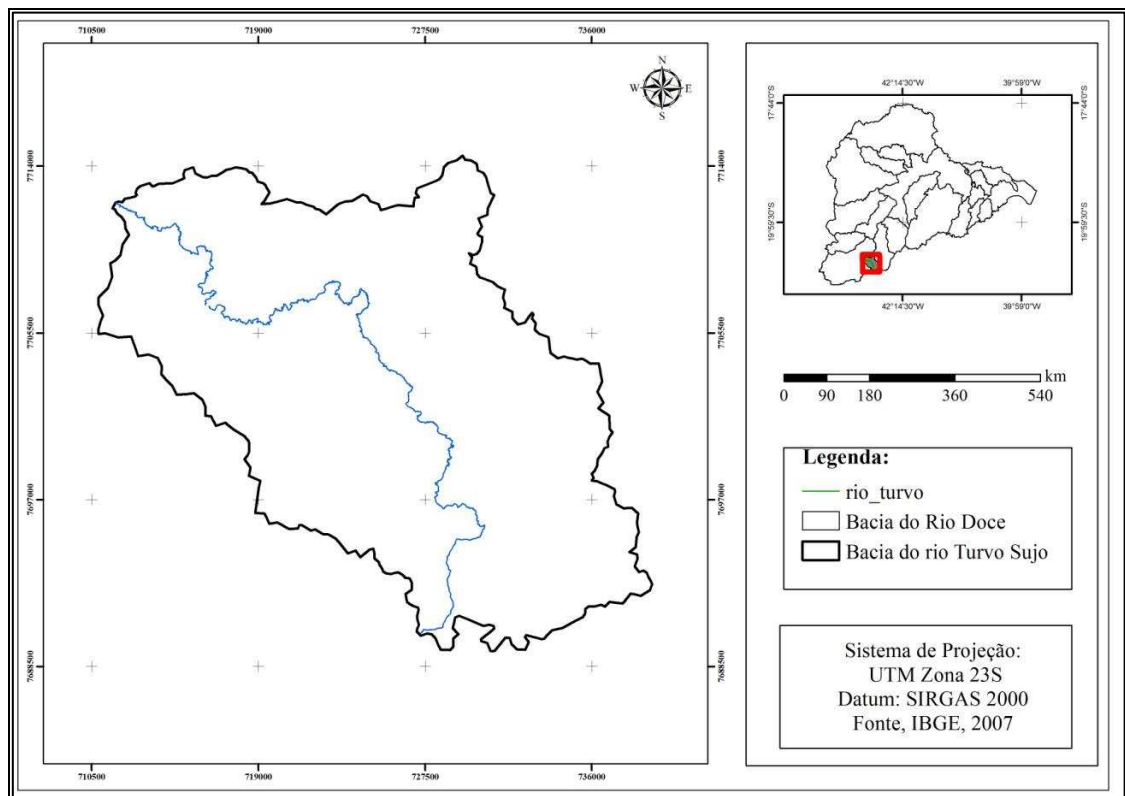 710500 719000 727500 736000
N
W E
S
7714000 7714000
7705500 7705500
7697000 7697000
7688500 7688500
710500 719000 727500 736000
42°14'30"W 39°59'0"W
17°44'0"S 17°44'0"S
19°59'30"S 19°59'30"S
42°14'30"W 39°59'0"W
km
0 90 180 360 540
Legenda:
rio_turvo
Bacia do Rio Doce
Bacia do rio Turvo Sujo
Sistema de Projeção:
UTM Zona 23S
Datum: SIRGAS 2000
Fonte, IBGE, 2007